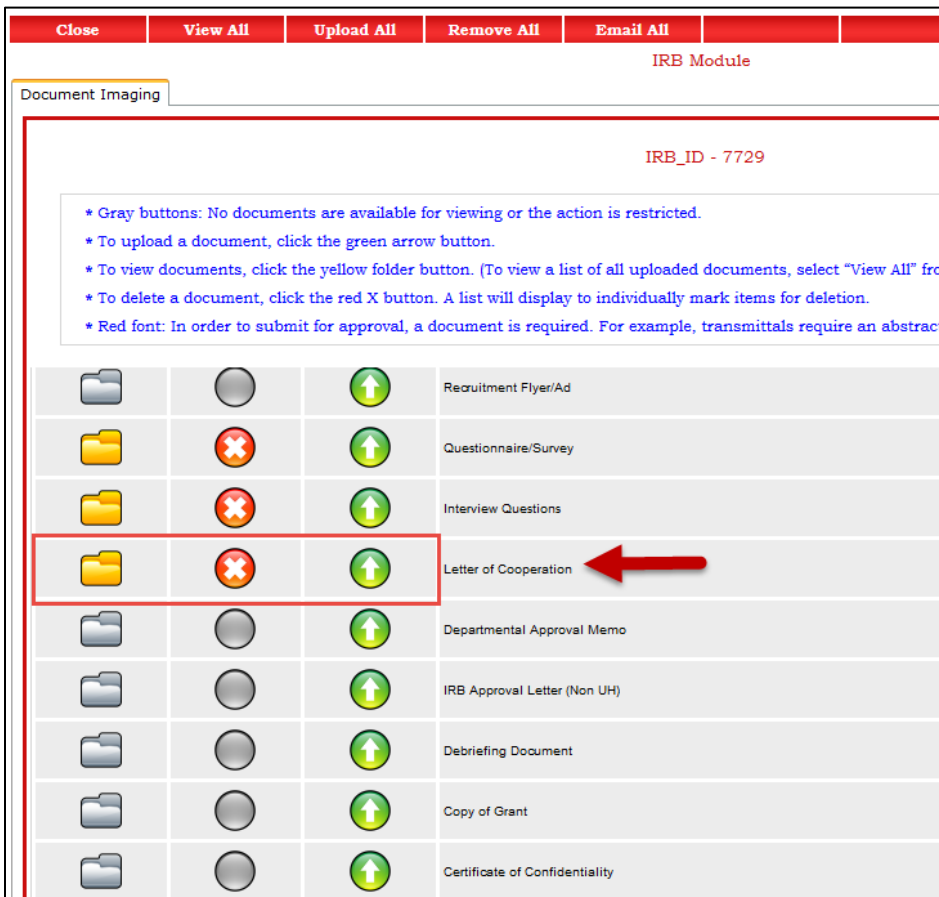 Close View All Upload All Remove All Email All
IRB Module
Document Imaging
IRB_ID - 7729
* Gray buttons: No documents are available for viewing or the action is restricted.
* To upload a document, click the green arrow button.
* To view documents, click the yellow folder button. (To view a list of all uploaded documents, select “View All”
* To delete a document, click the red X button. A list will display to individually mark items for deletion.
* Red font: In order to submit for approval, a document is required. For example, transmittals require an
Recruitment Flyer/Ad
Questionnaire/Survey
Interview Questions
Letter of Cooperation
Departmental Approval Memo
IRB Approval Letter (Non UH)
Debriefing Document
Copy of Grant
Certificate of Confidentiality